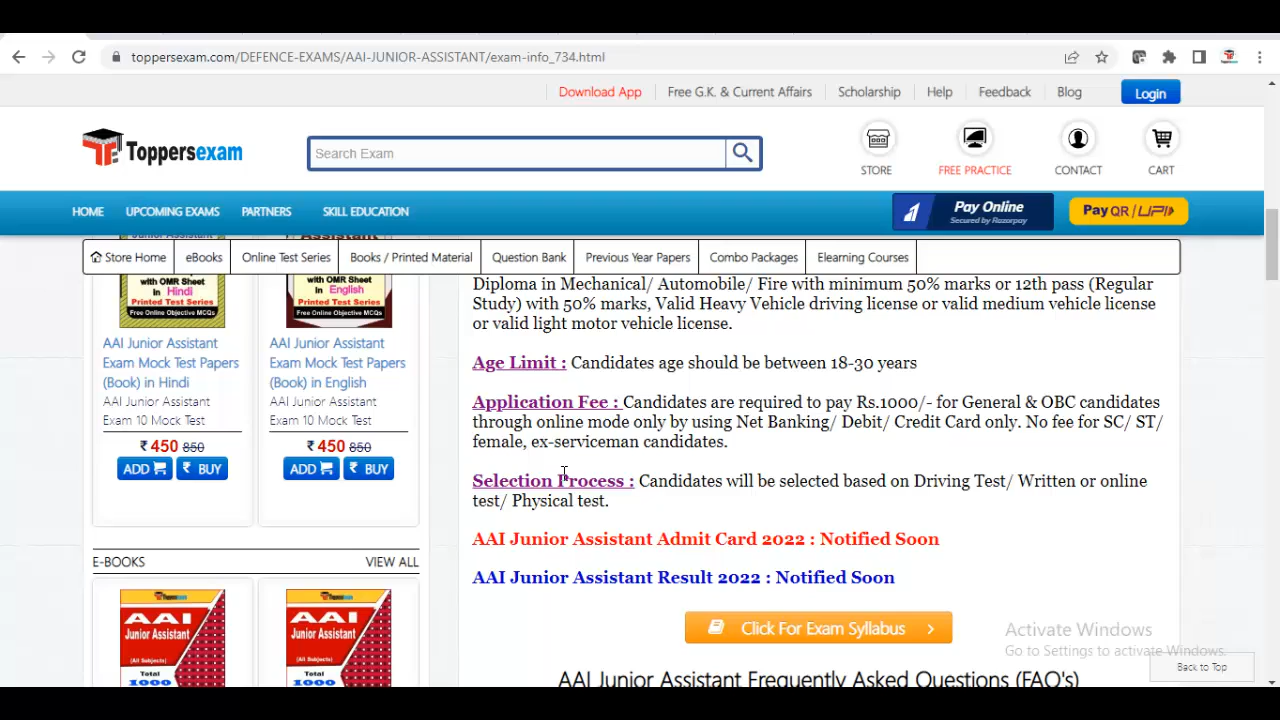 toppersexam.com/DEFENCE-EXAMS/AAI-JUNIOR-ASSISTANT/exam-info_734.html
Download App
Free G.K. & Current Affairs
Scholarship
Help
Feedback
Blog
Login
Toppersexam
Search Exam
STORE
FREE PRACTICE
CONTACT
CART
HOME
UPCOMING EXAMS
PARTNERS
SKILL EDUCATION
Pay Online
Secured by Razorpay
Pay QR / UPI
Store Home
eBooks
Online Test Series
Books / Printed Material
Question Bank
Previous Year Papers
Combo Packages
Elearning Courses
with OMR Sheet
in Hindi
Printed Test Series
Free Online Objective MCQs
with OMR Sheet
in English
Printed Test Series
Free Online Objective MCQs
AAI Junior Assistant
Exam Mock Test Papers
(Book) in Hindi
AAI Junior Assistant
Exam 10 Mock Test
₹ 450 850
ADD
₹ BUY
AAI Junior Assistant
Exam Mock Test Papers
(Book) in English
AAI Junior Assistant
Exam 10 Mock Test
₹ 450 850
ADD
₹ BUY
E-BOOKS
VIEW ALL
AAI
Junior Assistant
(All Subjects)
Total
1000
AAI
Junior Assistant
(All Subjects)
Total
1000
Diploma in Mechanical/ Automobile/ Fire with minimum 50% marks or 12th pass (Regular
Study) with 50% marks, Valid Heavy Vehicle driving license or valid medium vehicle license
or valid light motor vehicle license.
Age Limit : Candidates age should be between 18-30 years
Application Fee : Candidates are required to pay Rs.1000/- for General & OBC candidates
through online mode only by using Net Banking/ Debit/ Credit Card only. No fee for SC/ ST/
female, ex-serviceman candidates.
Selection Process : Candidates will be selected based on Driving Test/ Written or online
test/ Physical test.
AAI Junior Assistant Admit Card 2022 : Notified Soon
AAI Junior Assistant Result 2022 : Notified Soon
Click For Exam Syllabus
AAI Junior Assistant Frequently Asked Questions (FAQ's)
Activate Windows
Go to Settings to activate Windows.
Back to Top